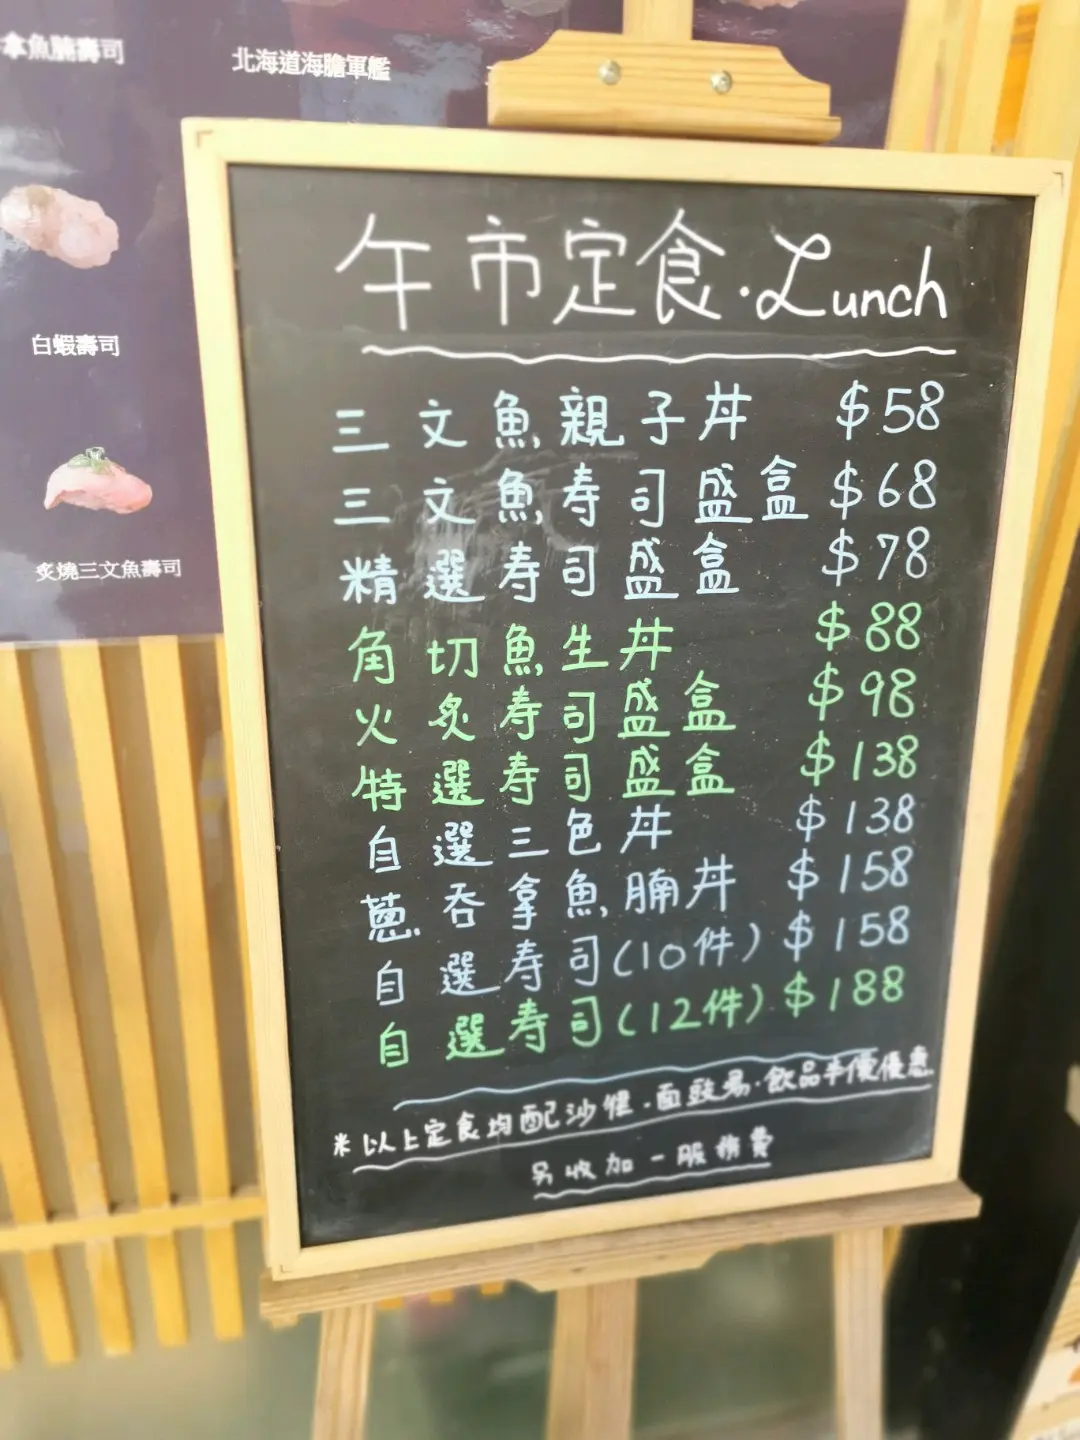 拿魚腩壽司
北海道海膽軍艦
白蝦壽司
炙燒三文魚壽司
午市定食·Lunch
三文魚親子丼 $58
三文魚寿司盛盒 $68
精選寿司盛盒 $78
角切魚生丼 $88
火炙寿司盛盒 $98
特選寿司盛盒 $138
自選三色丼 $138
葱吞拿魚腩丼 $158
自選寿司(10件) $158
自選寿司(12件) $188
※以上定食均配沙律.面豉湯.飲品半價優惠
另收加一服務費